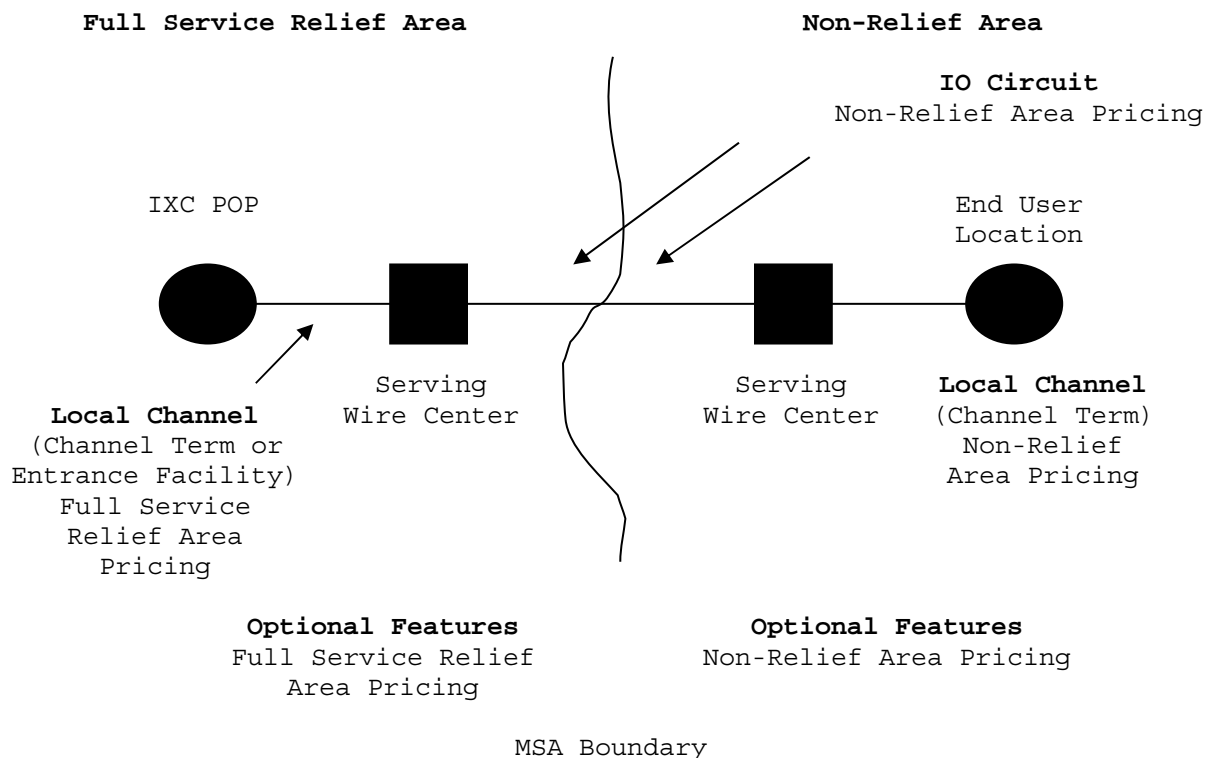 Full Service Relief Area
Non-Relief Area
IO Circuit
Non-Relief Area Pricing
IXC POP
End User
Location
Serving
Wire Center
Serving
Wire Center
Local Channel
(Channel Term or
Entrance Facility)
Full Service
Relief Area
Pricing
Local Channel
(Channel Term)
Non-Relief
Area Pricing
Optional Features
Full Service Relief
Area Pricing
Optional Features
Non-Relief Area Pricing
MSA Boundary